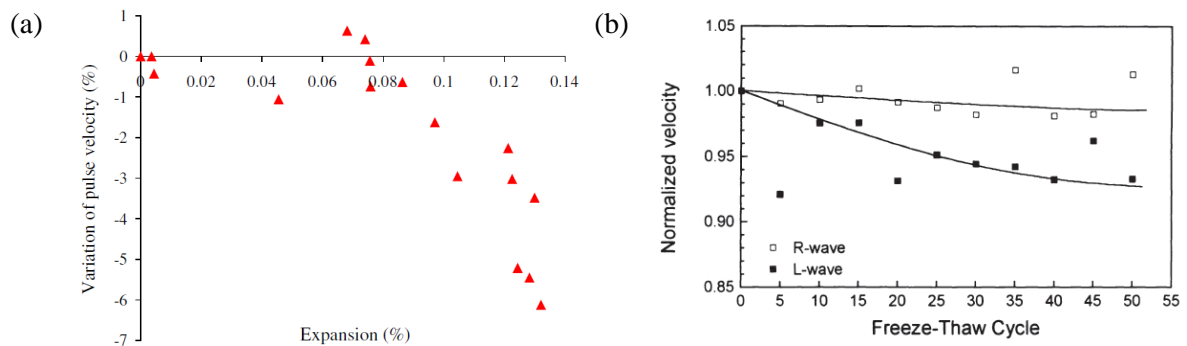 (a)
1
0
-1
-2
-3
-4
-5
-6
-7
0.00 0.02 0.04 0.06 0.08 0.1 0.12 0.14
Variation of pulse velocity (%)
Expansion (%)
(b)
1.05
1.00
0.95
0.90
0.85
Normalized velocity
R-wave
L-wave
0 5 10 15 20 25 30 35 40 45 50 55
Freeze-Thaw Cycle